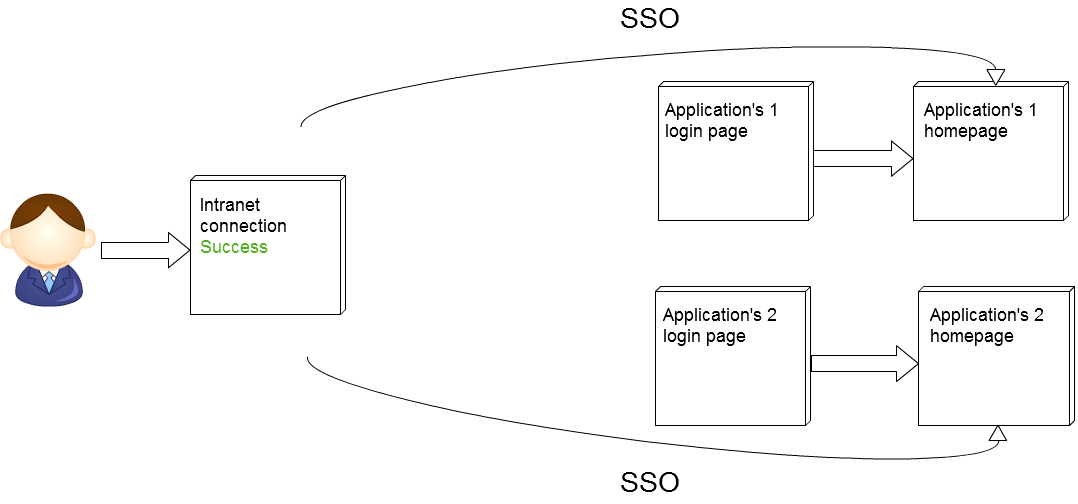 SSO
Application's 1
login page
Application's 1
homepage
Intranet
connection
Success
Application's 2
login page
Application's 2
homepage
SSO